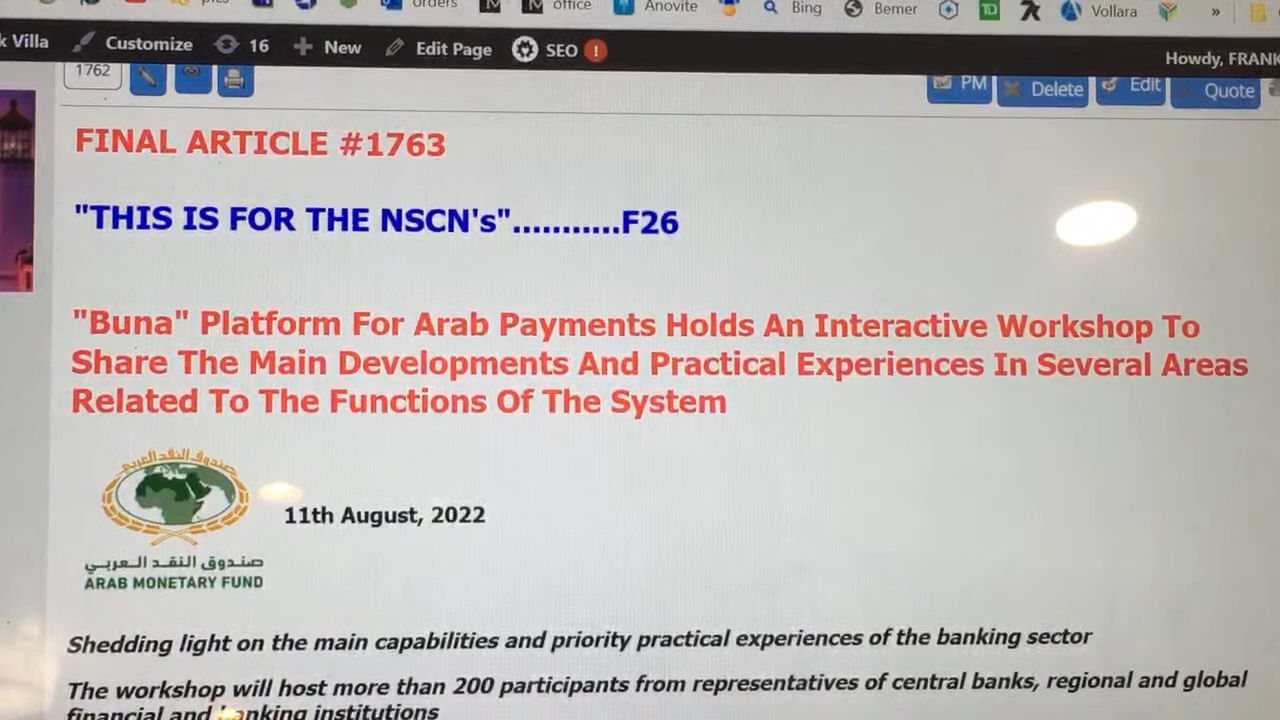 orders
office
Anovite
Bing
Bemer
TD
Vollara
»
k Villa
Customize
16
New
Edit Page
SEO !
Howdy, FRANK
1762
PM
Delete
Edit
Quote
FINAL ARTICLE #1763
"THIS IS FOR THE NSCN's"...........F26
"Buna" Platform For Arab Payments Holds An Interactive Workshop To
Share The Main Developments And Practical Experiences In Several Areas
Related To The Functions Of The System
صندوق النقد العربي
11th August, 2022
صندوق النقد العربي
ARAB MONETARY FUND
Shedding light on the main capabilities and priority practical experiences of the banking sector
The workshop will host more than 200 participants from representatives of central banks, regional and global
financial and banking institutions